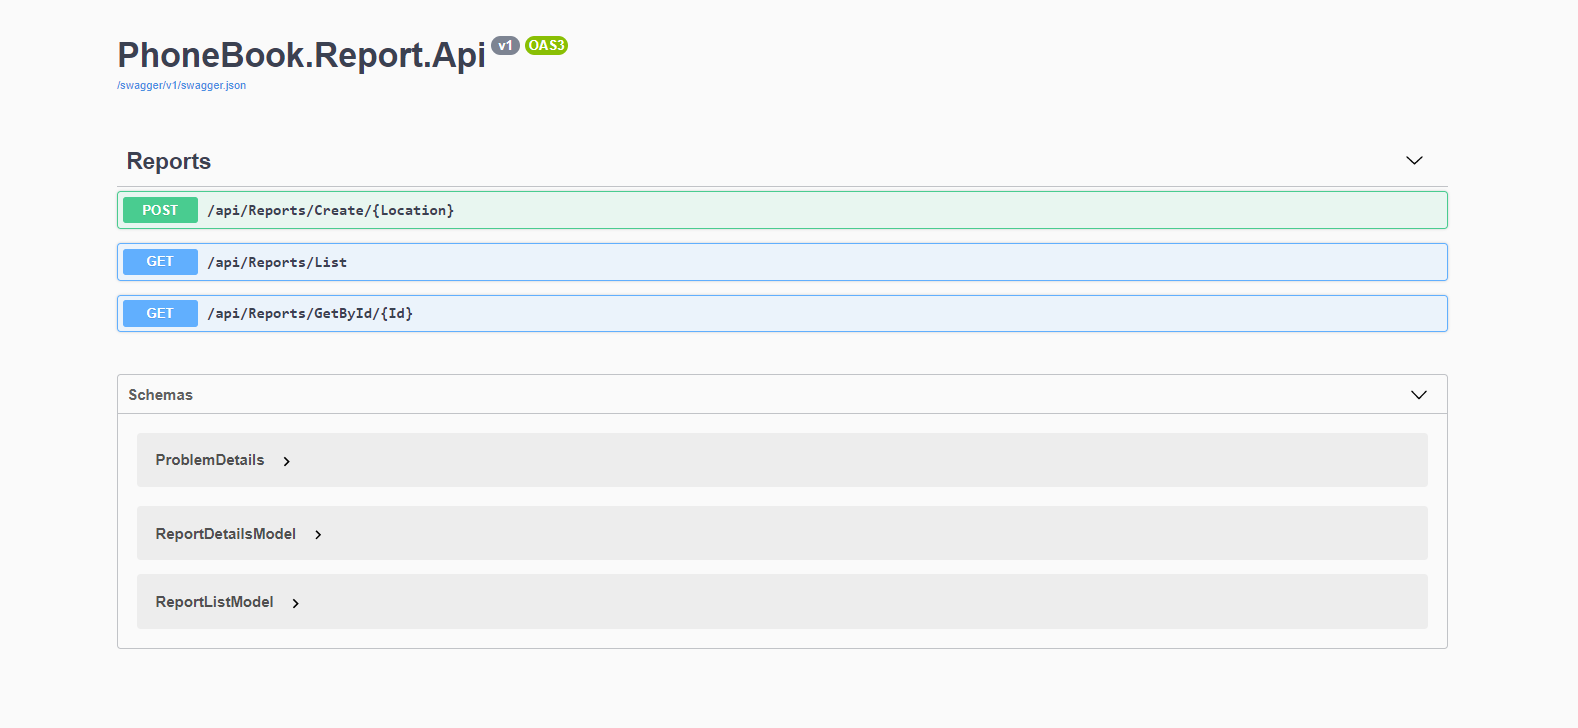 PhoneBook.Report.Api v1 OAS3
/swagger/v1/swagger.json
Reports
POST /api/Reports/Create/{Location}
GET /api/Reports/List
GET /api/Reports/GetById/{Id}
Schemas
ProblemDetails
ReportDetailsModel
ReportListModel